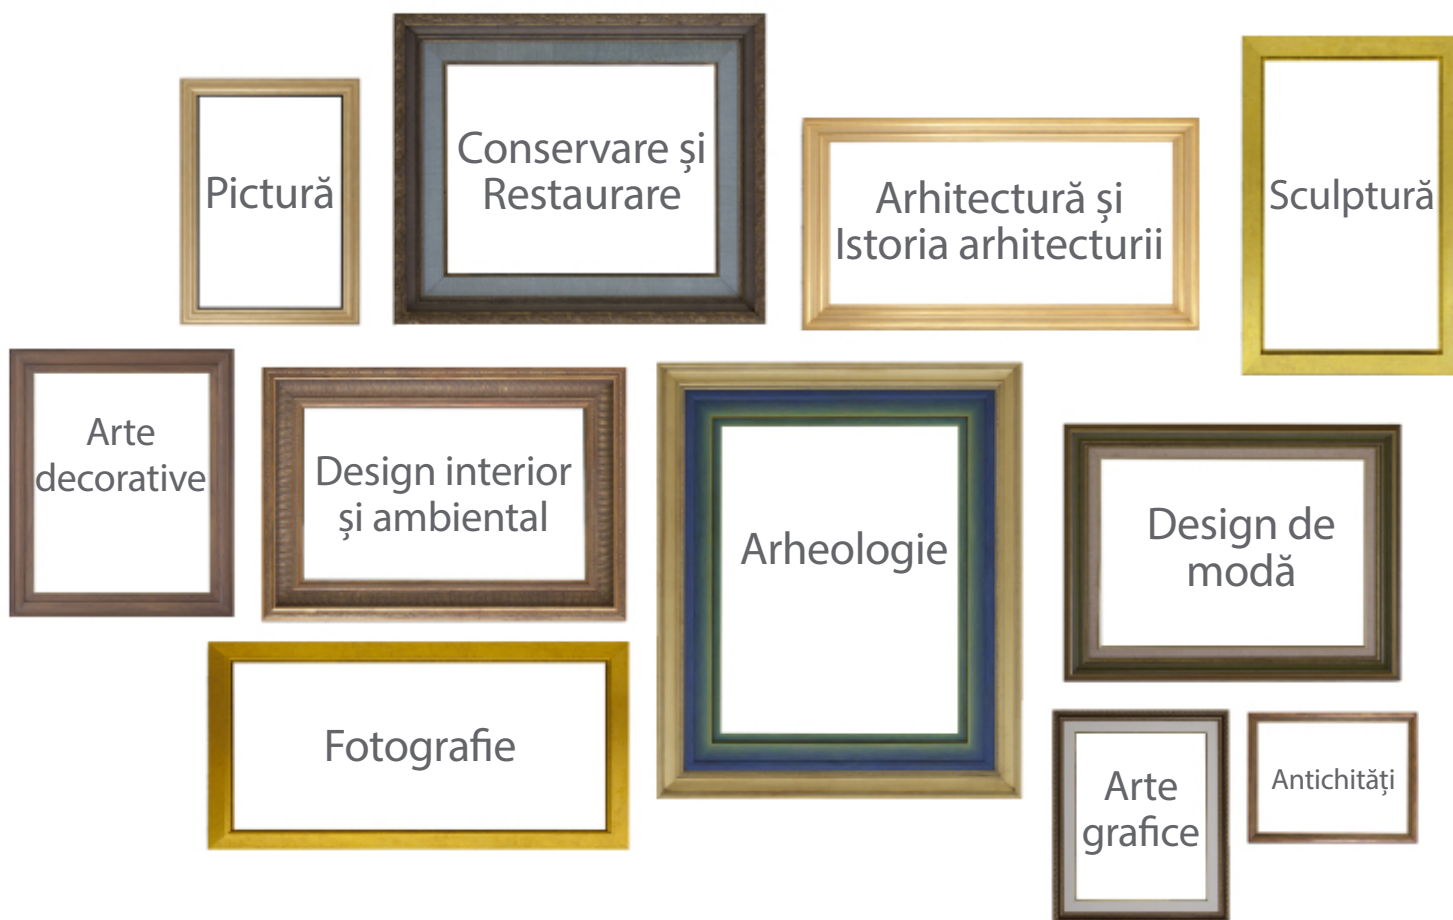 Pictură
Conservare și
Restaurare
Arhitectură și
Istoria arhitecturii
Sculptură
Arte
decorative
Design interior
și ambiental
Arheologie
Design de
modă
Fotografie
Arte
grafice
Antichități